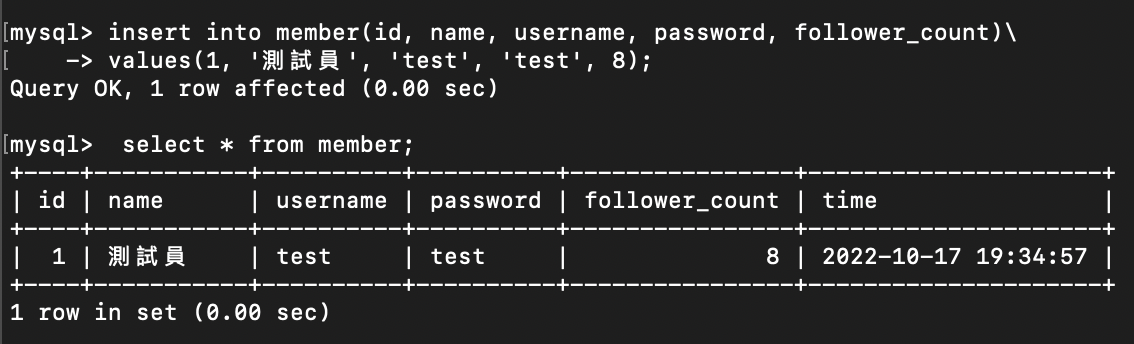 [mysql> insert into member(id, name, username, password, follower_count)\
[    -> values(1, '測試員', 'test', 'test', 8);
Query OK, 1 row affected (0.00 sec)

[mysql>  select * from member;
+----+-----------+----------+----------+----------------+---------------------+
| id | name      | username | password | follower_count | time                |
+----+-----------+----------+----------+----------------+---------------------+
|  1 | 測試員    | test     | test     |              8 | 2022-10-17 19:34:57 |
+----+-----------+----------+----------+----------------+---------------------+
1 row in set (0.00 sec)